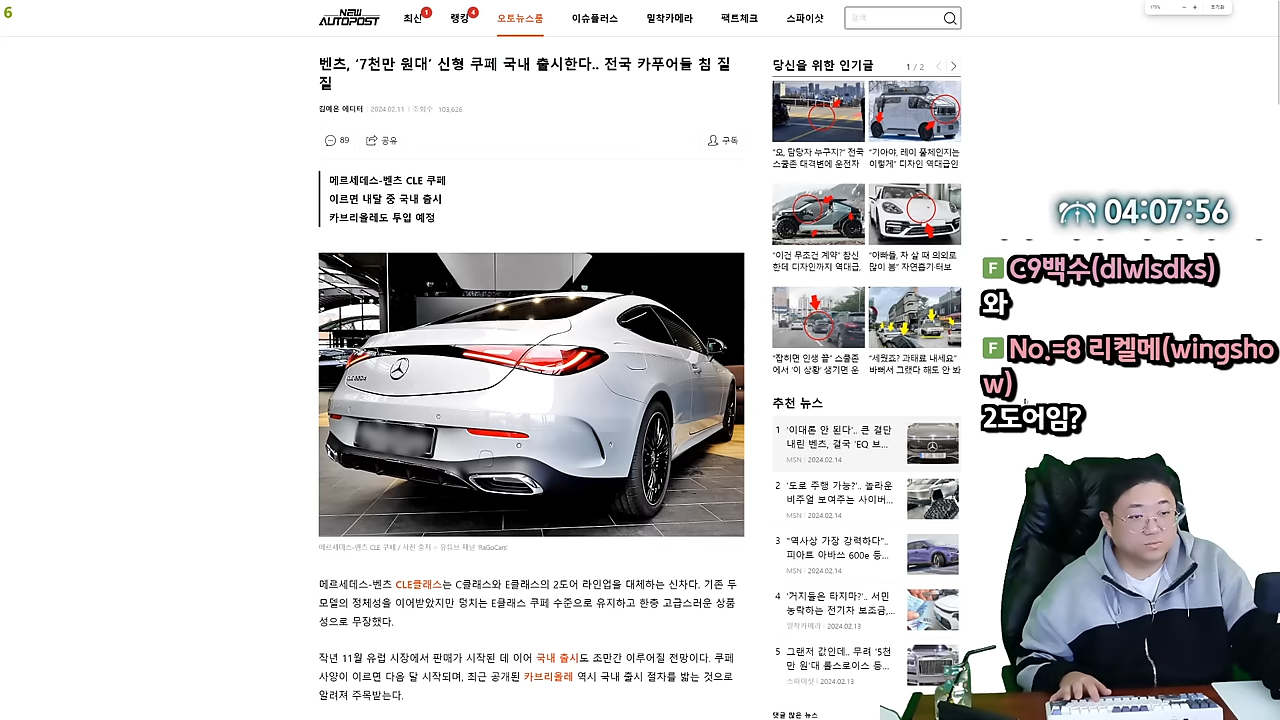 6
NEW
AUTOPOST
최신
1
랭킹
4
오토뉴스룸
이슈플러스
밀착카메라
팩트체크
스파이샷
검색
175%
－ ＋ 초기화
벤츠, ‘7천만 원대’ 신형 쿠페 국내 출시한다.. 전국 카푸어들 침 질
질
김예은 에디터 | 2024.02.11 | 조회수 103,626
89 공유
구독
메르세데스-벤츠 CLE 쿠페
이르면 내달 중 국내 출시
카브리올레도 투입 예정
메르세데스-벤츠 CLE 쿠페 / 사진 출처 = 유튜브 채널 'RaGoCars'
메르세데스-벤츠 CLE클래스는 C클래스와 E클래스의 2도어 라인업을 대체하는 신차다. 기존 두
모델의 정체성을 이어받았지만 덩치는 E클래스 쿠페 수준으로 유지하고 한층 고급스러운 상품
성으로 무장했다.
작년 11월 유럽 시장에서 판매가 시작된 데 이어 국내 출시도 조만간 이루어질 전망이다. 쿠페
사양이 이르면 다음 달 시작되며, 최근 공개된 카브리올레 역시 국내 출시 절차를 밟는 것으로
알려져 주목받는다.
당신을 위한 인기글
1 / 2
"오, 담당자 누구지?" 전국
스쿨존 대격변에 운전자
"기아야, 레이 풀체인지는
이렇게" 디자인 역대급인
"이건 무조건 계약" 참신
한데 디자인까지 역대급,
"아빠들, 차 살 때 의외로
많이 봄" 자연흡기·터보
"잡히면 인생 끝" 스쿨존
에서 '이 상황' 생기면 운
"세웠죠? 과태료 내세요"
바빠서 그랬다 해도 안 봐
추천 뉴스
1 '이대론 안 된다'.. 큰 결단
내린 벤츠, 결국 'EQ 브...
MSN | 2024.02.14
2 '도로 주행 가능?'.. 놀라운
비주얼 보여주는 사이버...
MSN | 2024.02.14
3 "역사상 가장 강력하다"..
피아트 아바쓰 600e 등...
MSN | 2024.02.14
4 '거지들은 타지마?'.. 서민
농락하는 전기차 보조금,...
밀착카메라 | 2024.02.13
5 그랜저 값인데.. 무려 '5천
만 원'대 롤스로이스 등...
스파이샷 | 2024.02.13
댓글 많은 뉴스
04:07:56
F C9백수(dlwlsdks)
와
F No.=8 리켈메(wingsho
w)
2도어임?